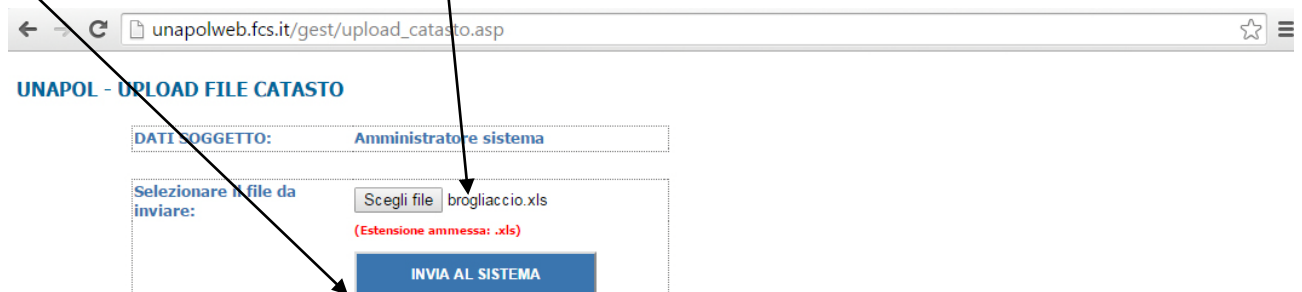 unapolweb.fcs.it/gest/upload_catasto.asp
UNAPOL - UPLOAD FILE CATASTO
DATI SOGGETTO: Amministratore sistema
Selezionare il file da
inviare:
Scegli file brogliaccio.xls
(Estensione ammessa: .xls)
INVIA AL SISTEMA